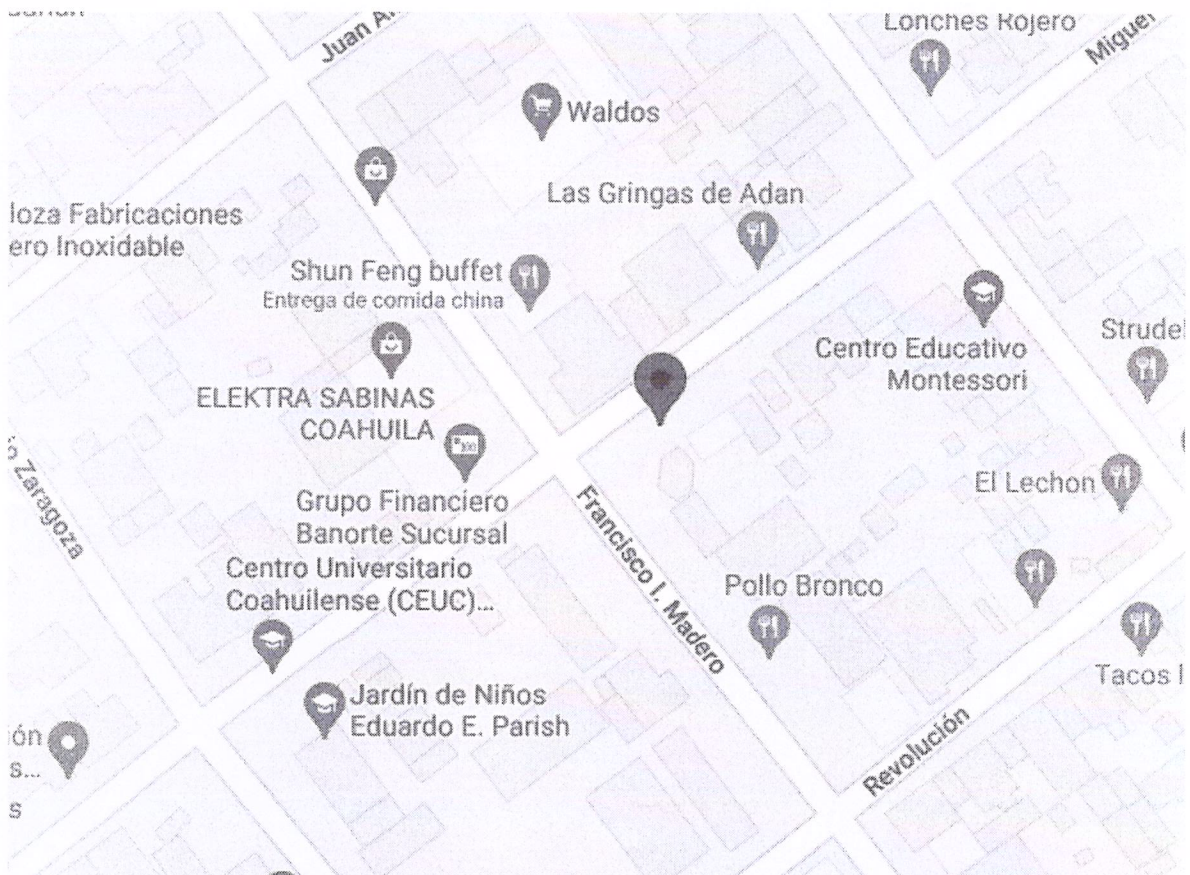 Juan
Lonches Rojero
Miguel
Waldos
Las Gringas de Adan
loza Fabricaciones
ero Inoxidable
Shun Feng buffet
Entrega de comida china
Centro Educativo
Montessori
Strudel
ELEKTRA SABINAS
COAHUILA
Zaragoza
Grupo Financiero
Banorte Sucursal
Francisco I. Madero
El Lechon
Centro Universitario
Coahuilense (CEUC)...
Pollo Bronco
Tacos
Jardín de Niños
Eduardo E. Parish
Revolución
ión
s...
s